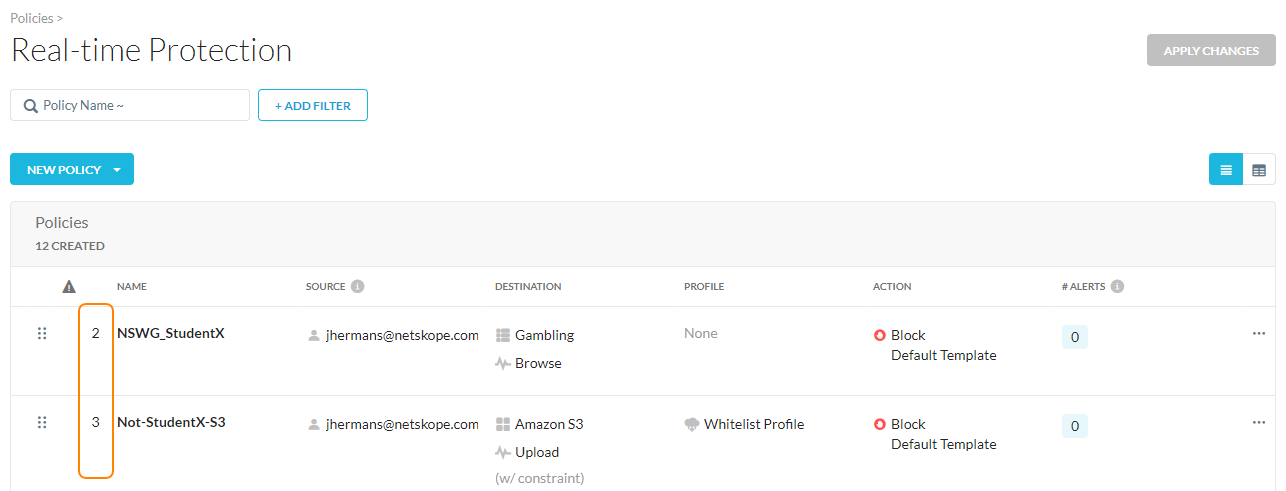 Policies >
Real-time Protection
APPLY CHANGES
Policy Name ~
+ ADD FILTER
NEW POLICY
Policies
12 CREATED
NAME SOURCE DESTINATION PROFILE ACTION # ALERTS
2 NSWG_StudentX jhermans@netskope.com Gambling None Block 0 ...
Browse Default Template
3 Not-StudentX-S3 jhermans@netskope.com Amazon S3 Whitelist Profile Block 0 ...
Upload Default Template
(w/ constraint)